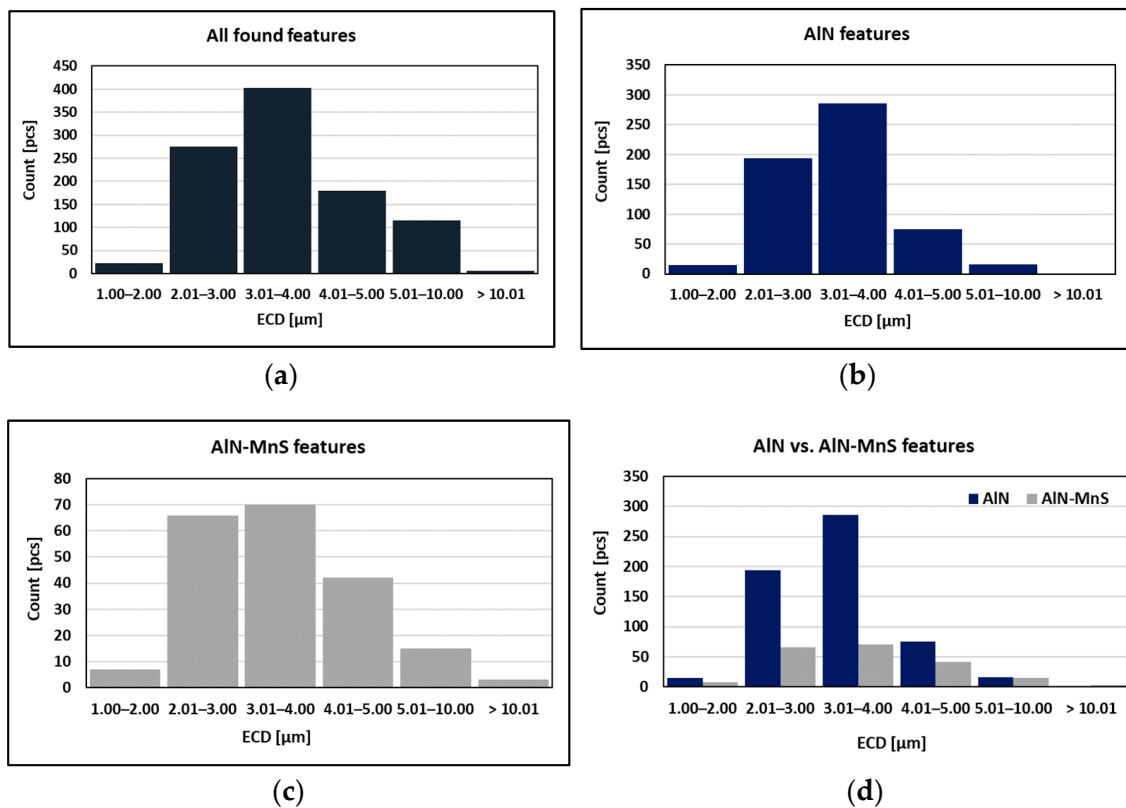 All found features
Count [pcs]
450
400
350
300
250
200
150
100
50
0
1.00–2.00 2.01–3.00 3.01–4.00 4.01–5.00 5.01–10.00 > 10.01
ECD [µm]
(a)
AlN features
Count [pcs]
350
300
250
200
150
100
50
0
1.00–2.00 2.01–3.00 3.01–4.00 4.01–5.00 5.01–10.00 > 10.01
ECD [µm]
(b)
AlN-MnS features
Count [pcs]
80
70
60
50
40
30
20
10
0
1.00–2.00 2.01–3.00 3.01–4.00 4.01–5.00 5.01–10.00 > 10.01
ECD [µm]
(c)
AlN vs. AlN-MnS features
AlN AlN-MnS
Count [pcs]
350
300
250
200
150
100
50
0
1.00–2.00 2.01–3.00 3.01–4.00 4.01–5.00 5.01–10.00 > 10.01
ECD [µm]
(d)